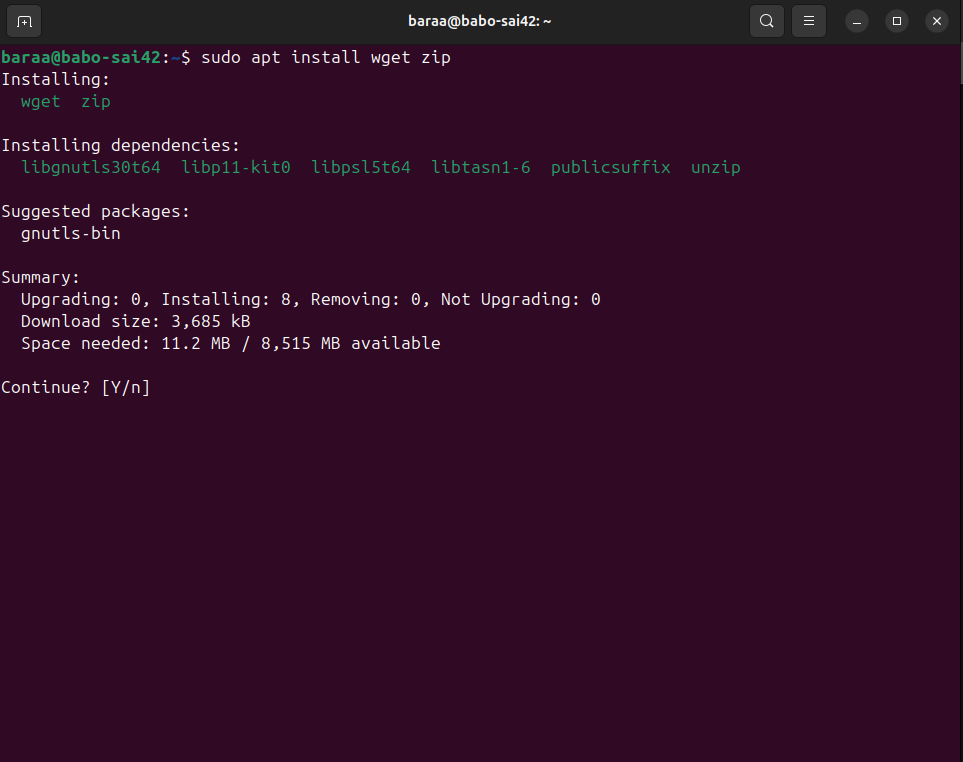 baraa@babo-sai42: ~
baraa@babo-sai42:~$ sudo apt install wget zip
Installing:
  wget  zip
Installing dependencies:
  libgnutls30t64  libp11-kit0  libpsl5t64  libtasn1-6  publicsuffix  unzip
Suggested packages:
  gnutls-bin
Summary:
  Upgrading: 0, Installing: 8, Removing: 0, Not Upgrading: 0
  Download size: 3,685 kB
  Space needed: 11.2 MB / 8,515 MB available
Continue? [Y/n]